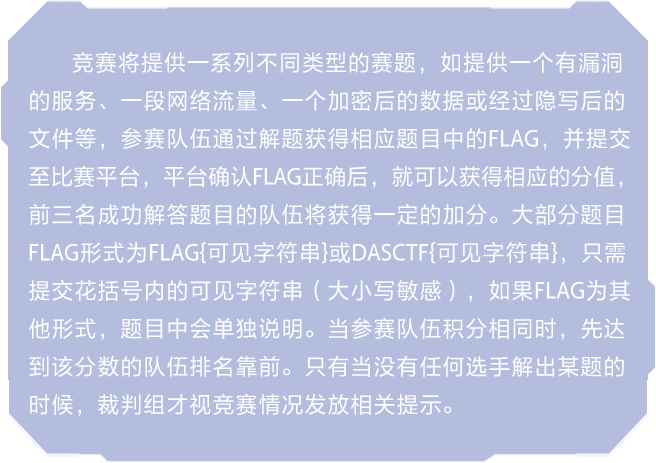 竞赛将提供一系列不同类型的赛题，如提供一个有漏洞
的服务、一段网络流量、一个加密后的数据或经过隐写后的
文件等，参赛队伍通过解题获得相应题目中的FLAG，并提交
至比赛平台，平台确认FLAG正确后，就可以获得相应的分值，
前三名成功解答题目的队伍将获得一定的加分。大部分题目
FLAG形式为FLAG{可见字符串}或DASCTF{可见字符串}，只需
提交花括号内的可见字符串（大小写敏感），如果FLAG为其
他形式，题目中会单独说明。当参赛队伍积分相同时，先达
到该分数的队伍排名靠前。只有当没有任何选手解出某题的
时候，裁判组才视竞赛情况发放相关提示。